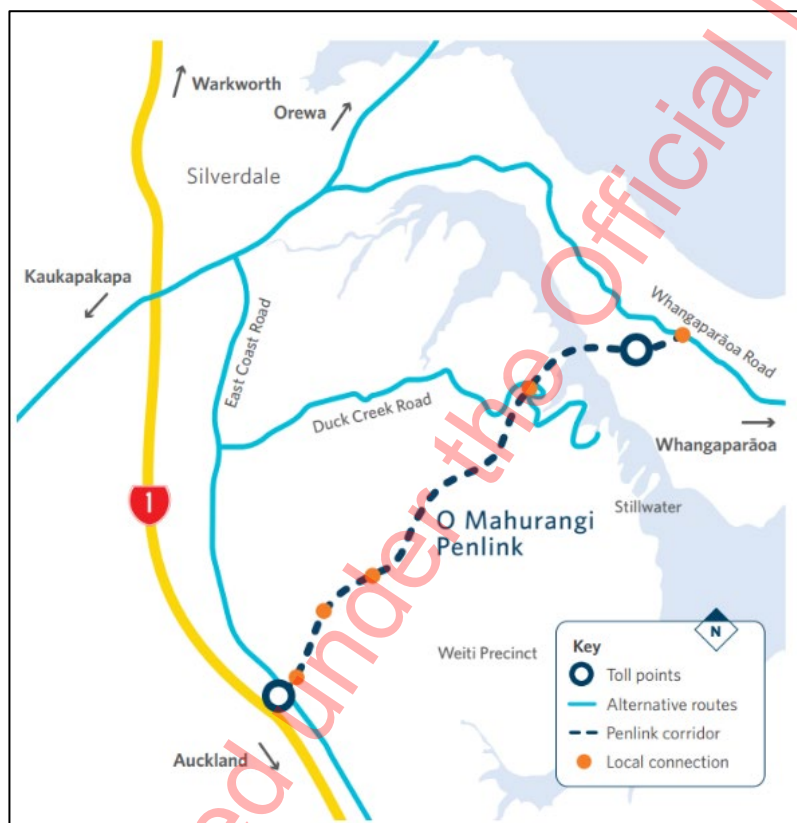 Warkworth
Orewa
Silverdale
Kaukapakapa
East Coast Road
Whangaparāoa Road
Duck Creek Road
Whangaparāoa
1
Stillwater
O Mahurangi
Penlink
Weiti Precinct
N
Key
Toll points
Alternative routes
Penlink corridor
Local connection
Auckland
ed under the Official I